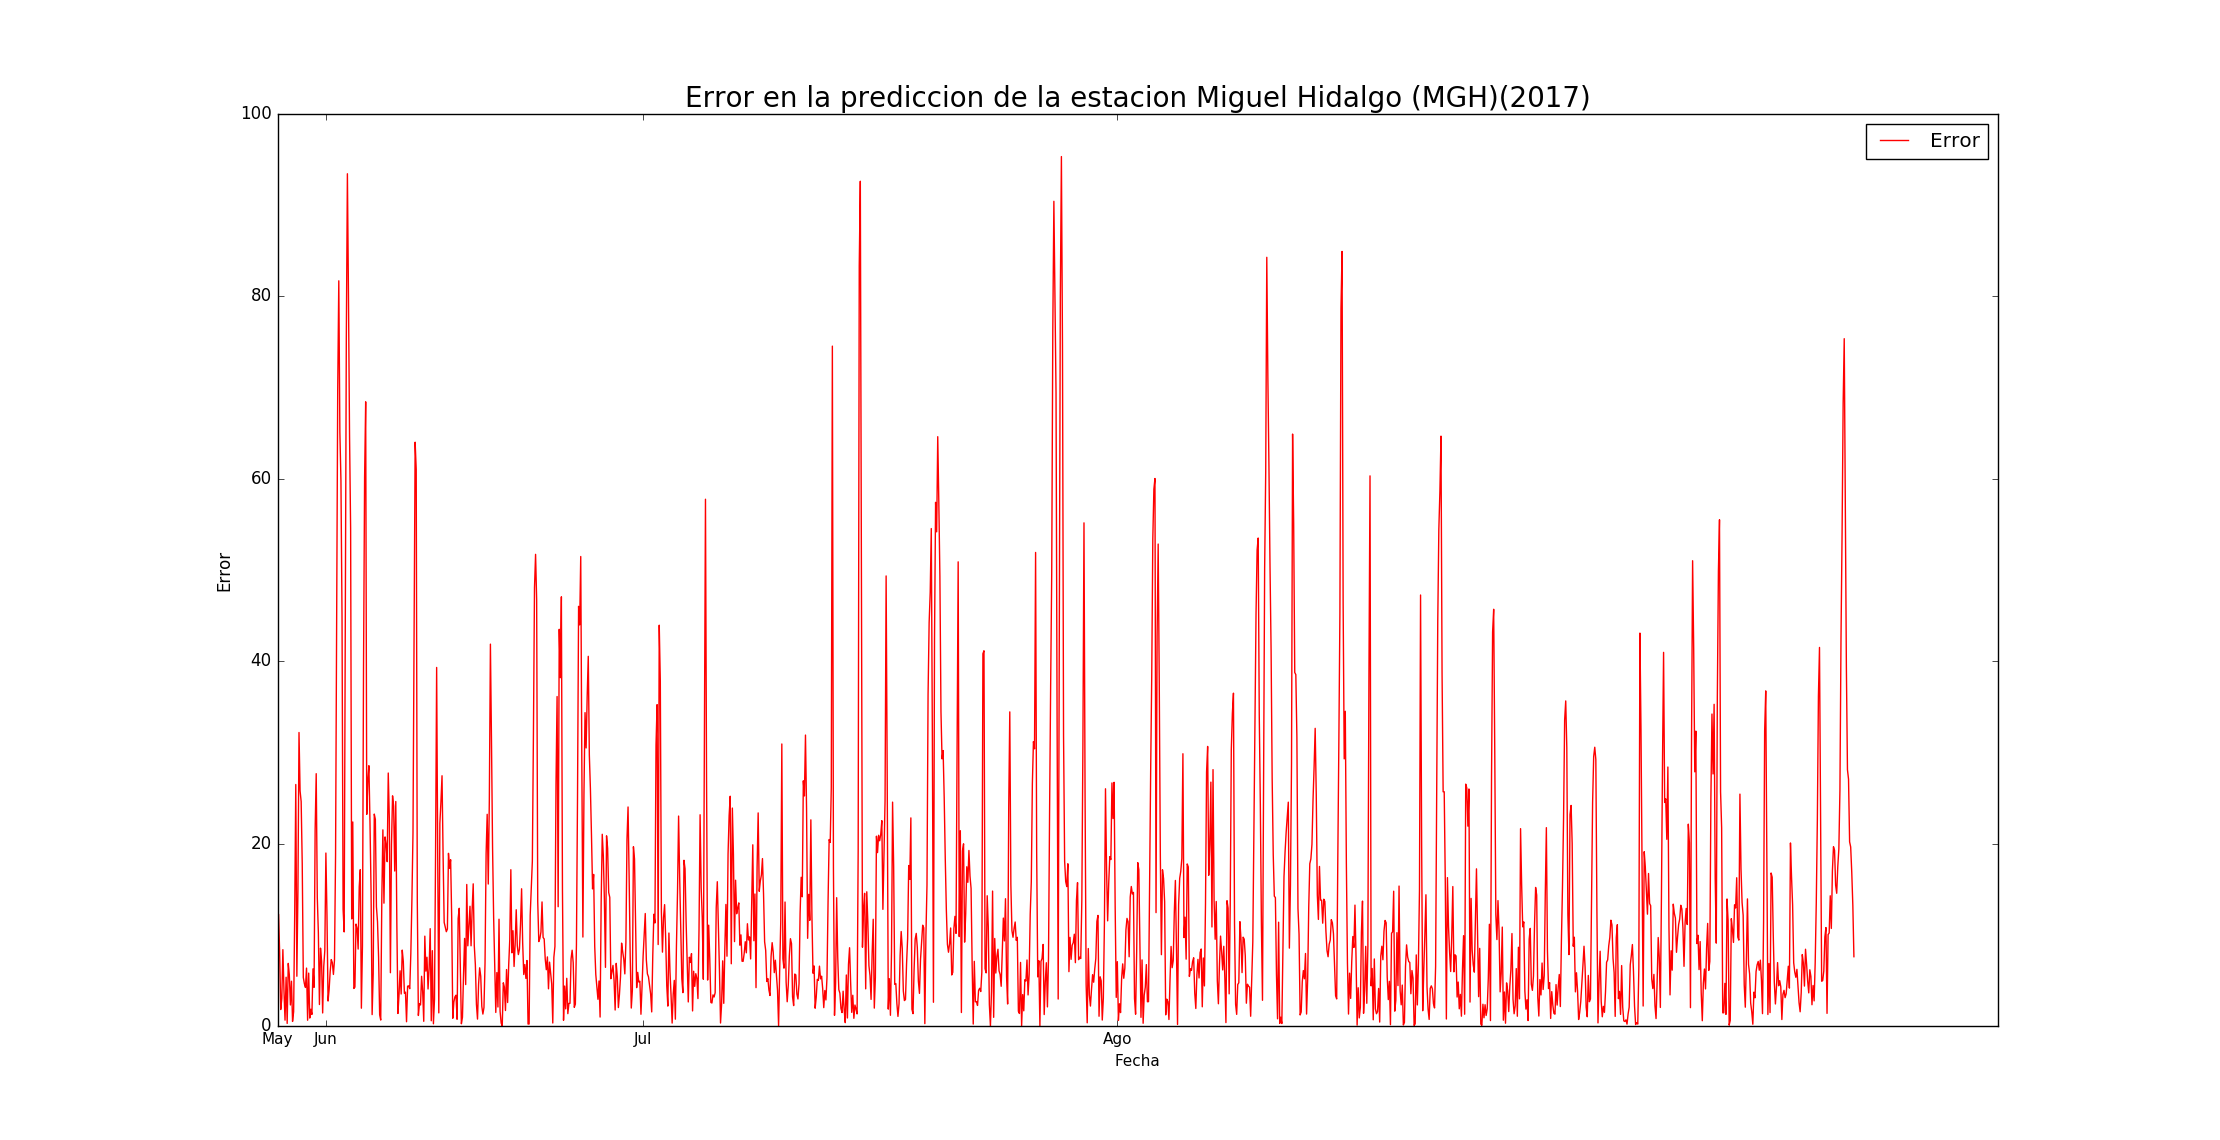 Error en la prediccion de la estacion Miguel Hidalgo (MGH)(2017)
100
Error
80
60
Error
40
20
0
May Jun Jul Ago
Fecha